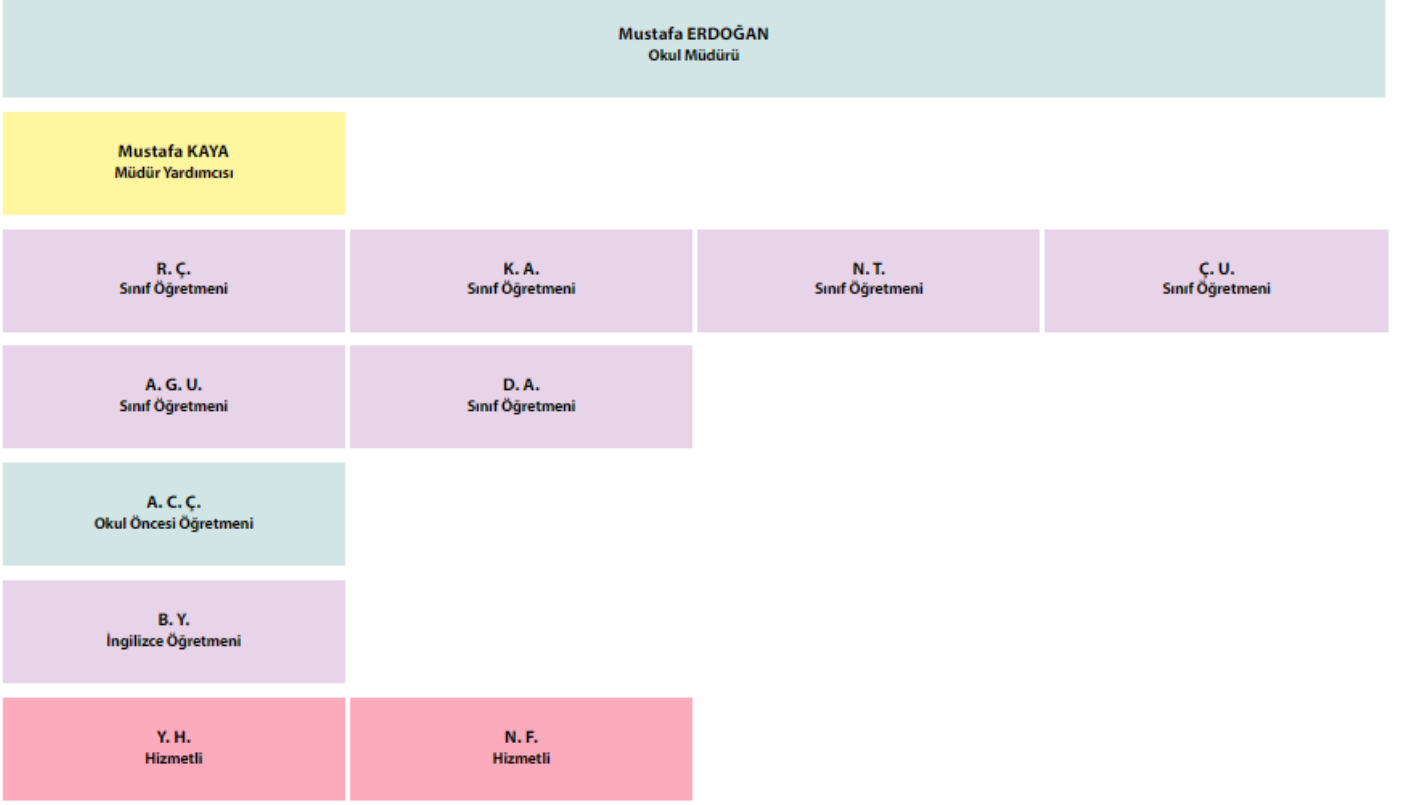 Mustafa ERDOĞAN
Okul Müdürü
Mustafa KAYA
Müdür Yardımcısı
R. Ç.
Sınıf Öğretmeni
K. A.
Sınıf Öğretmeni
N. T.
Sınıf Öğretmeni
Ç. U.
Sınıf Öğretmeni
A. G. U.
Sınıf Öğretmeni
D. A.
Sınıf Öğretmeni
A. C. Ç.
Okul Öncesi Öğretmeni
B. Y.
İngilizce Öğretmeni
Y. H.
Hizmetli
N. F.
Hizmetli